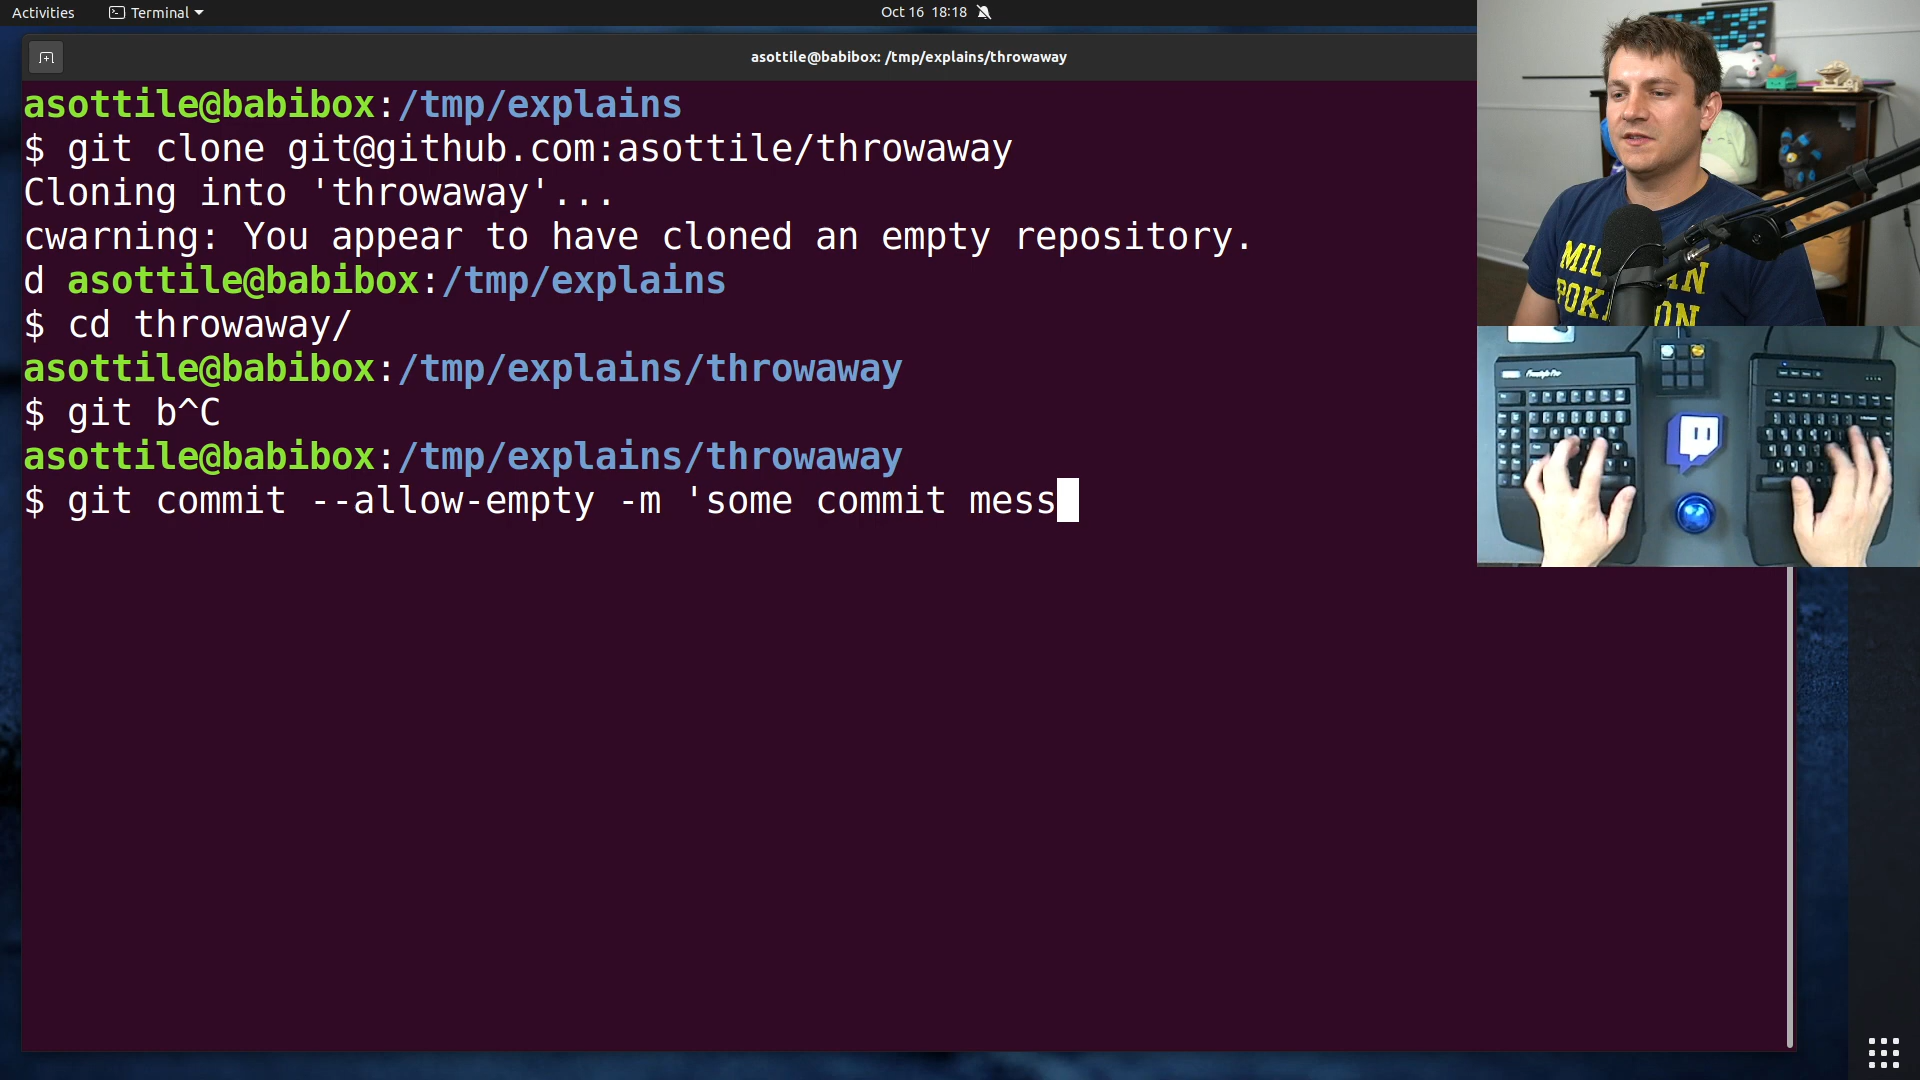 Activities
Terminal
Oct 16 18:18
asottile@babibox: /tmp/explains/throwaway
asottile@babibox:/tmp/explains
$ git clone git@github.com:asottile/throwaway
Cloning into 'throwaway'...
cwarning: You appear to have cloned an empty repository.
d asottile@babibox:/tmp/explains
$ cd throwaway/
asottile@babibox:/tmp/explains/throwaway
$ git b^C
asottile@babibox:/tmp/explains/throwaway
$ git commit --allow-empty -m 'some commit mess